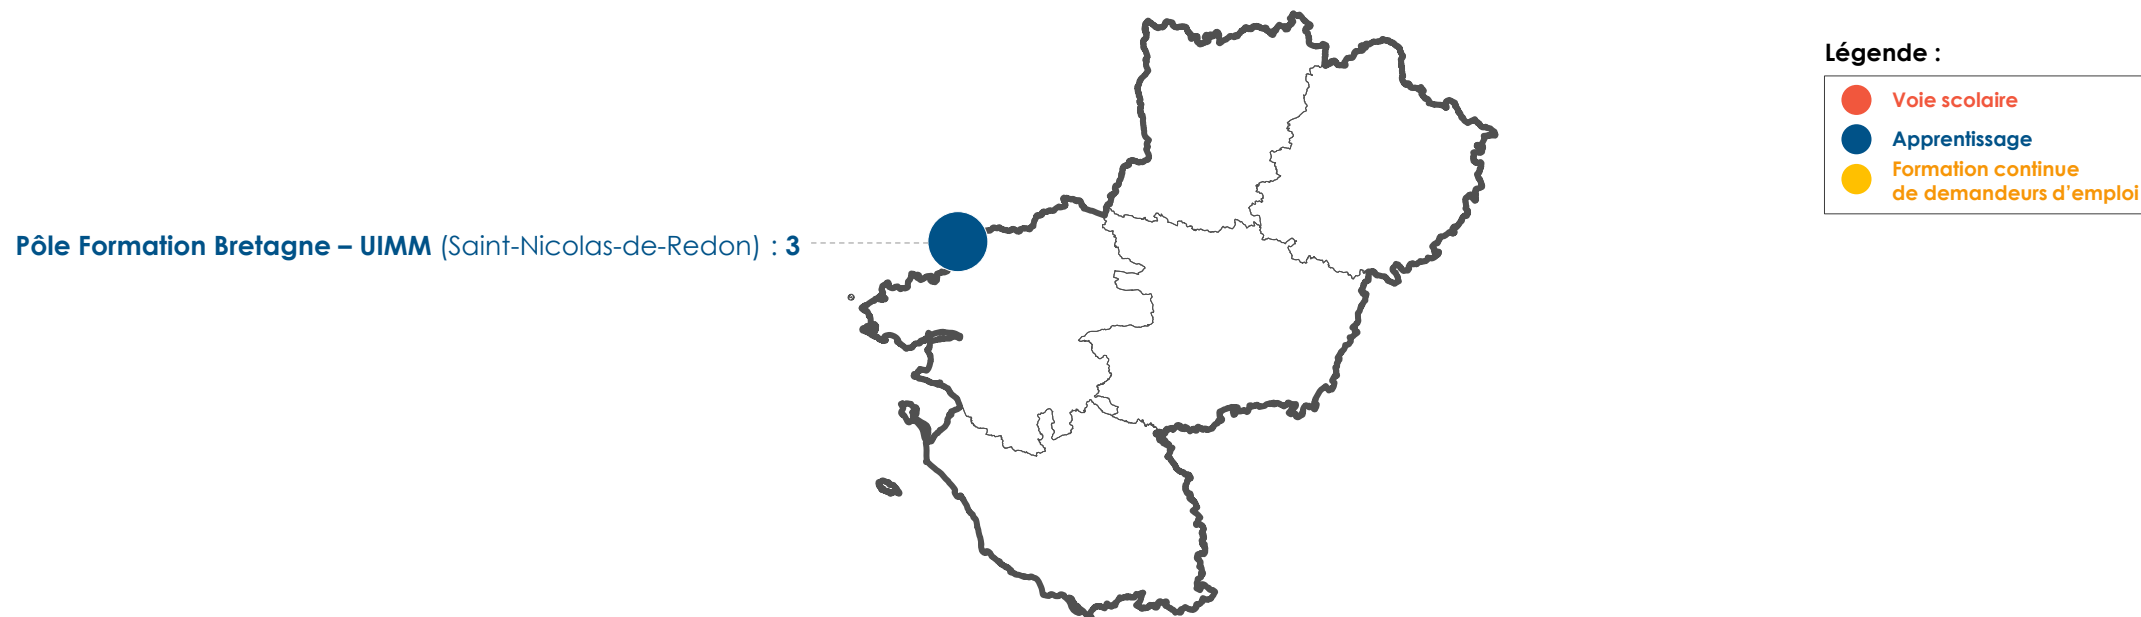 Légende :
Voie scolaire
Apprentissage
Formation continue
de demandeurs d'emploi
Pôle Formation Bretagne – UIMM (Saint-Nicolas-de-Redon) : 3